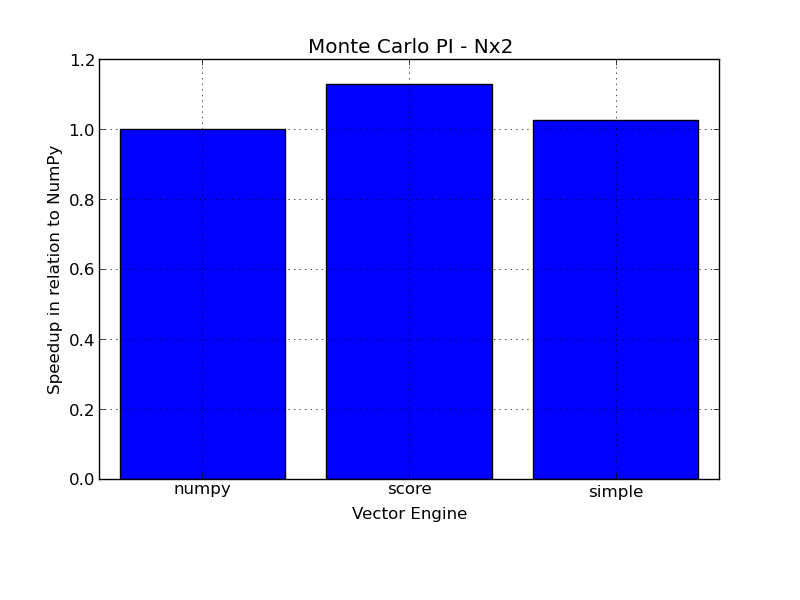 Monte Carlo PI - Nx2
1.2
1.0
0.8
0.6
0.4
0.2
0.0
Speedup in relation to NumPy
numpy score simple
Vector Engine